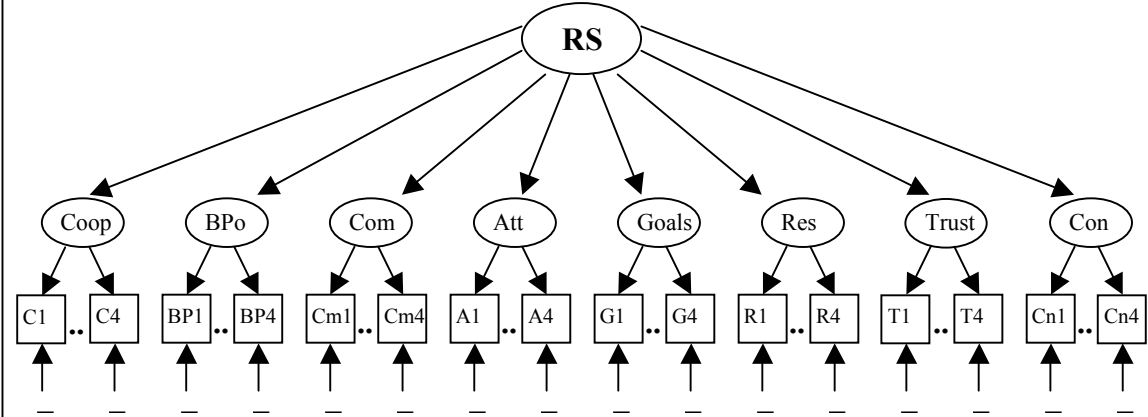 RS
Coop BPo Com Att Goals Res Trust Con
C1 .. C4 BP1 .. BP4 Cm1 .. Cm4 A1 .. A4 G1 .. G4 R1 .. R4 T1 .. T4 Cn1 .. Cn4